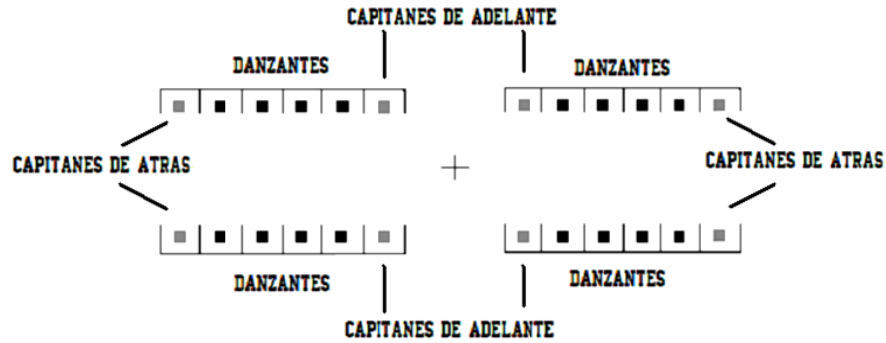 CAPITANES DE ADELANTE
DANZANTES
DANZANTES
CAPITANES DE ATRAS
CAPITANES DE ATRAS
DANZANTES
DANZANTES
CAPITANES DE ADELANTE